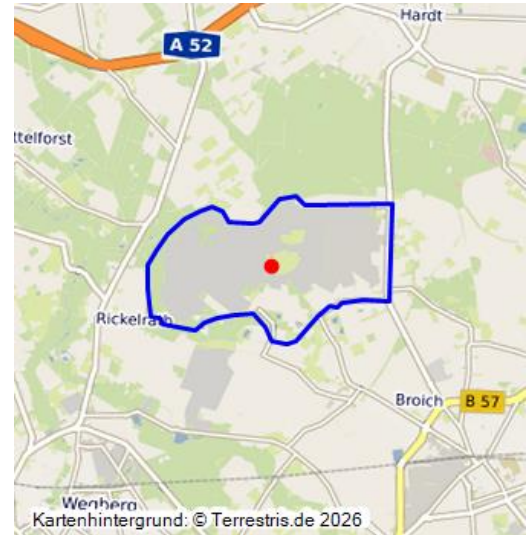 Hardt
A 52
ttelforst
Rickelrath
Broich
B 57
Wegberg
Kartenhintergrund: © Terrestris.de 2026